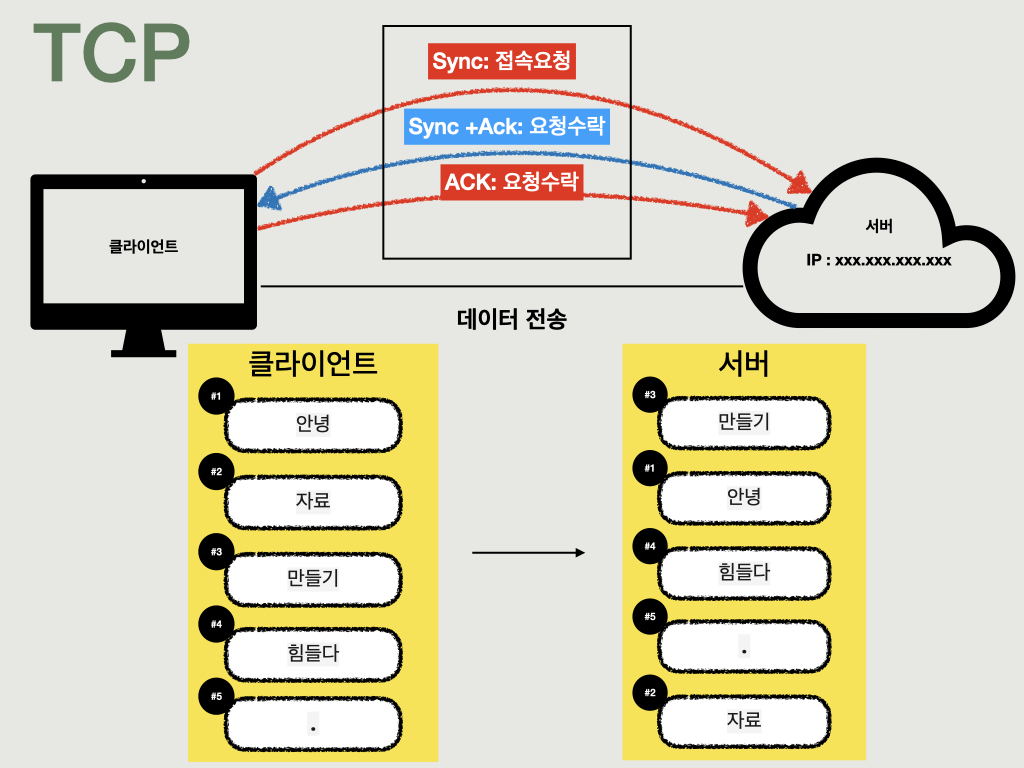 TCP
Sync: 접속요청
Sync +Ack: 요청수락
ACK: 요청수락
클라이언트
서버
IP : xxx.xxx.xxx.xxx
데이터 전송
클라이언트
#1
안녕
#2
자료
#3
만들기
#4
힘들다
#5
.
서버
#3
만들기
#1
안녕
#4
힘들다
#5
.
#2
자료